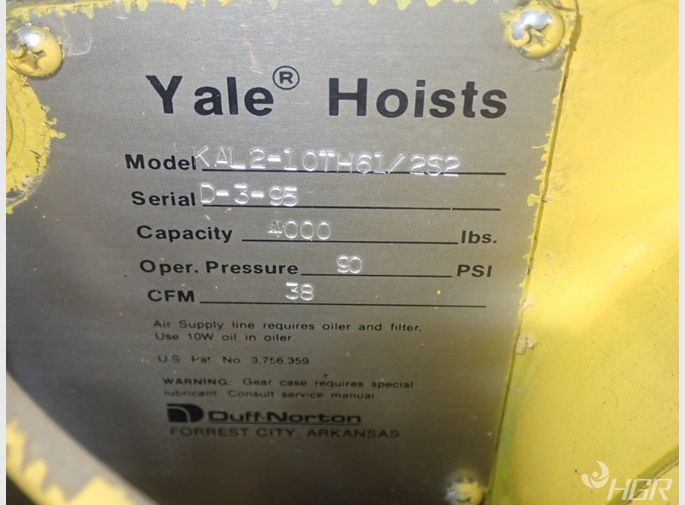 Yale® Hoists
Model KAL2-10TH61/2S2
Serial D-3-95
Capacity 4000 lbs.
Oper. Pressure 90 PSI
CFM 38
Air Supply line requires oiler and filter.
Use 10W oil in oiler.
U.S. Pat. No. 3,756,359
WARNING: Gear case requires special
lubricant. Consult service manual.
Duff-Norton
FORREST CITY, ARKANSAS
HGR